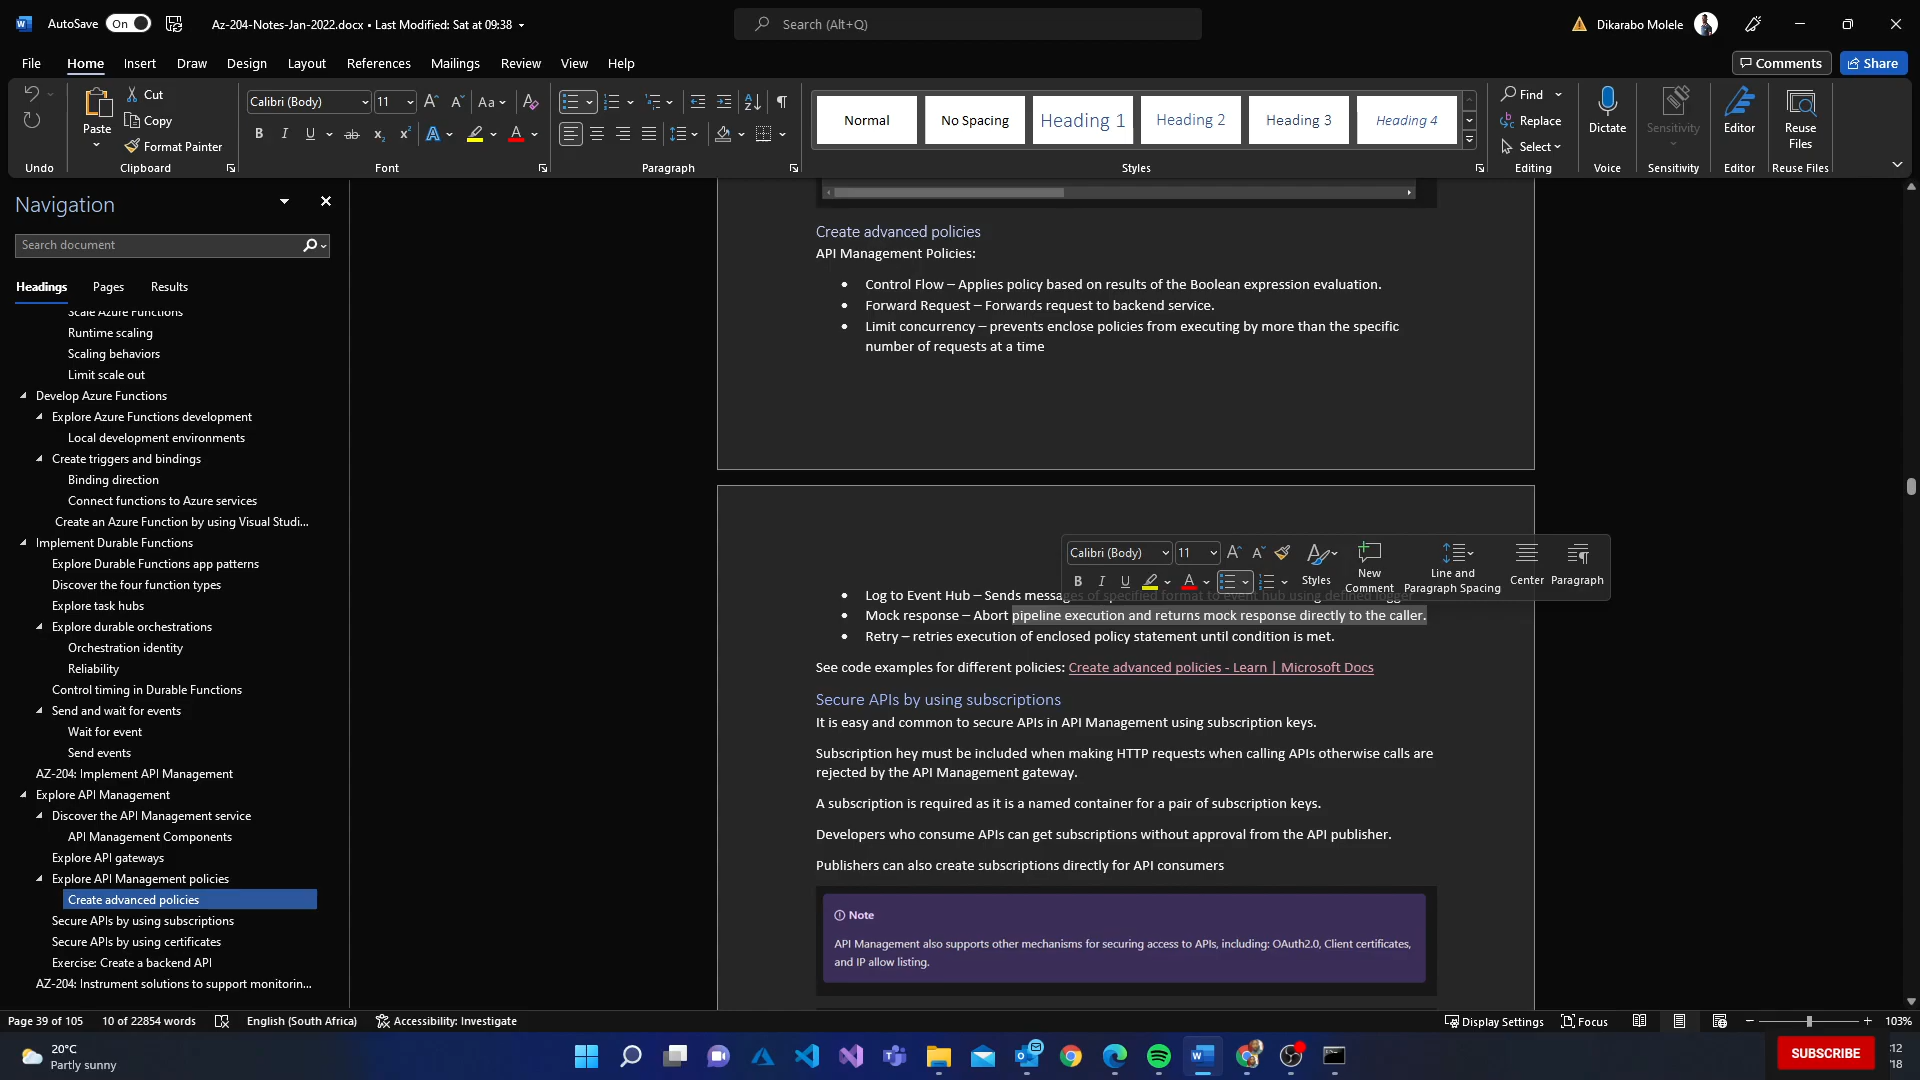 AutoSave On Az-204-Notes-Jan-2022.docx • Last Modified: Sat at 09:38 Search (Alt+Q) Dikarabo Molele
File Home Insert Draw Design Layout References Mailings Review View Help Comments Share
Paste Cut Copy Format Painter
Calibri (Body) 11 Aa
Normal No Spacing Heading 1 Heading 2 Heading 3 Heading 4
Find Replace Select
Dictate Sensitivity Editor Reuse Files
Undo Clipboard Font Paragraph Styles Editing Voice Sensitivity Editor Reuse Files
Navigation
Search document
Headings Pages Results
Scale Azure Functions
Runtime scaling
Scaling behaviors
Limit scale out
Develop Azure Functions
Explore Azure Functions development
Local development environments
Create triggers and bindings
Binding direction
Connect functions to Azure services
Create an Azure Function by using Visual Studi...
Implement Durable Functions
Explore Durable Functions app patterns
Discover the four function types
Explore task hubs
Explore durable orchestrations
Orchestration identity
Reliability
Control timing in Durable Functions
Send and wait for events
Wait for event
Send events
AZ-204: Implement API Management
Explore API Management
Discover the API Management service
API Management Components
Explore API gateways
Explore API Management policies
Create advanced policies
Secure APIs by using subscriptions
Secure APIs by using certificates
Exercise: Create a backend API
AZ-204: Instrument solutions to support monitorin...
Create advanced policies
API Management Policies:
• Control Flow – Applies policy based on results of the Boolean expression evaluation.
• Forward Request – Forwards request to backend service.
• Limit concurrency – prevents enclose policies from executing by more than the specific
number of requests at a time
Calibri (Body) 11
Styles New Comment Line and Paragraph Spacing Center Paragraph
• Log to Event Hub – Sends messages of specified format to event hub using defined logger
• Mock response – Abort pipeline execution and returns mock response directly to the caller.
• Retry – retries execution of enclosed policy statement until condition is met.
See code examples for different policies: Create advanced policies - Learn | Microsoft Docs
Secure APIs by using subscriptions
It is easy and common to secure APIs in API Management using subscription keys.
Subscription hey must be included when making HTTP requests when calling APIs otherwise calls are
rejected by the API Management gateway.
A subscription is required as it is a named container for a pair of subscription keys.
Developers who consume APIs can get subscriptions without approval from the API publisher.
Publishers can also create subscriptions directly for API consumers
Note
API Management also supports other mechanisms for securing access to APIs, including: OAuth2.0, Client certificates,
and IP allow listing.
Page 39 of 105 10 of 22854 words English (South Africa) Accessibility: Investigate Display Settings Focus 103%
20°C
Partly sunny
SUBSCRIBE